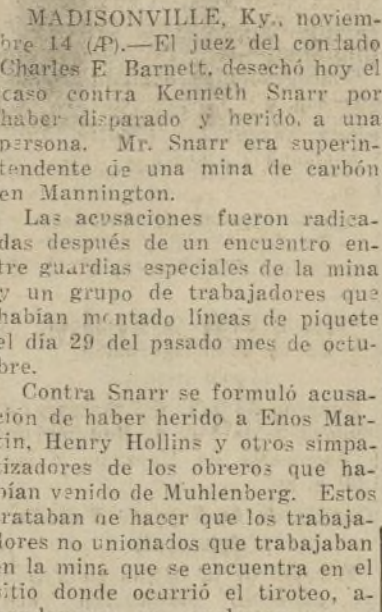 MADISONVILLE, Ky., noviem-
bre 14 (AP).—El juez del condado
Charles E. Barnett, desechó hoy el
caso contra Kenneth Snarr por
haber disparado y herido, a una
persona. Mr. Snarr era superin-
tendente de una mina de carbón
en Mannington.
Las acusaciones fueron radica-
das después de un encuentro en-
tre guardias especiales de la mina
y un grupo de trabajadores que
habían montado líneas de piquete
el día 29 del pasado mes de octu-
bre.
Contra Snarr se formuló acusa-
ción de haber herido a Enos Mar-
tin, Henry Hollins y otros simpa-
tizadores de los obreros que ha-
bían venido de Muhlenberg. Estos
trataban de hacer que los trabaja-
dores no unionados que trabajaban
en la mina que se encuentra en el
sitio donde ocurrió el tiroteo, a-